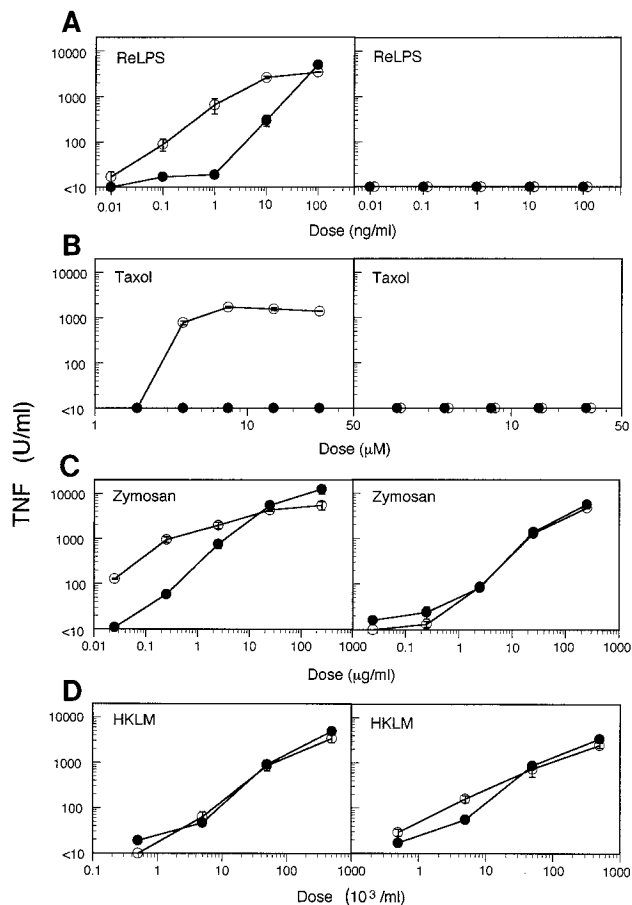 A
ReLPS
ReLPS
10000
1000
100
<10
0.01 0.1 1 10 100
0.01 0.1 1 10 100
Dose (ng/ml)
B
Taxol
Taxol
10000
1000
100
<10
1 10 50
10 50
Dose (μM)
TNF (U/ml)
C
Zymosan
Zymosan
10000
1000
100
<10
0.01 0.1 1 10 100 1000
0.1 1 10 100 1000
Dose (μg/ml)
D
HKLM
HKLM
10000
1000
100
<10
0.1 1 10 100 1000
1 10 100 1000
Dose (10³/ml)